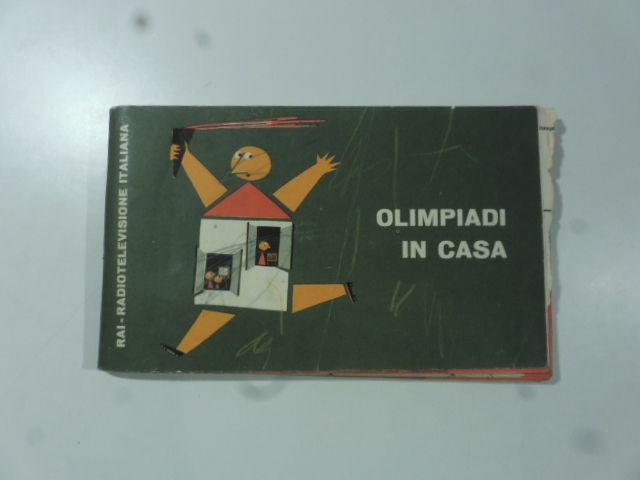 RAI - RADIOTELEVISIONE ITALIANA
OLIMPIADI
IN CASA